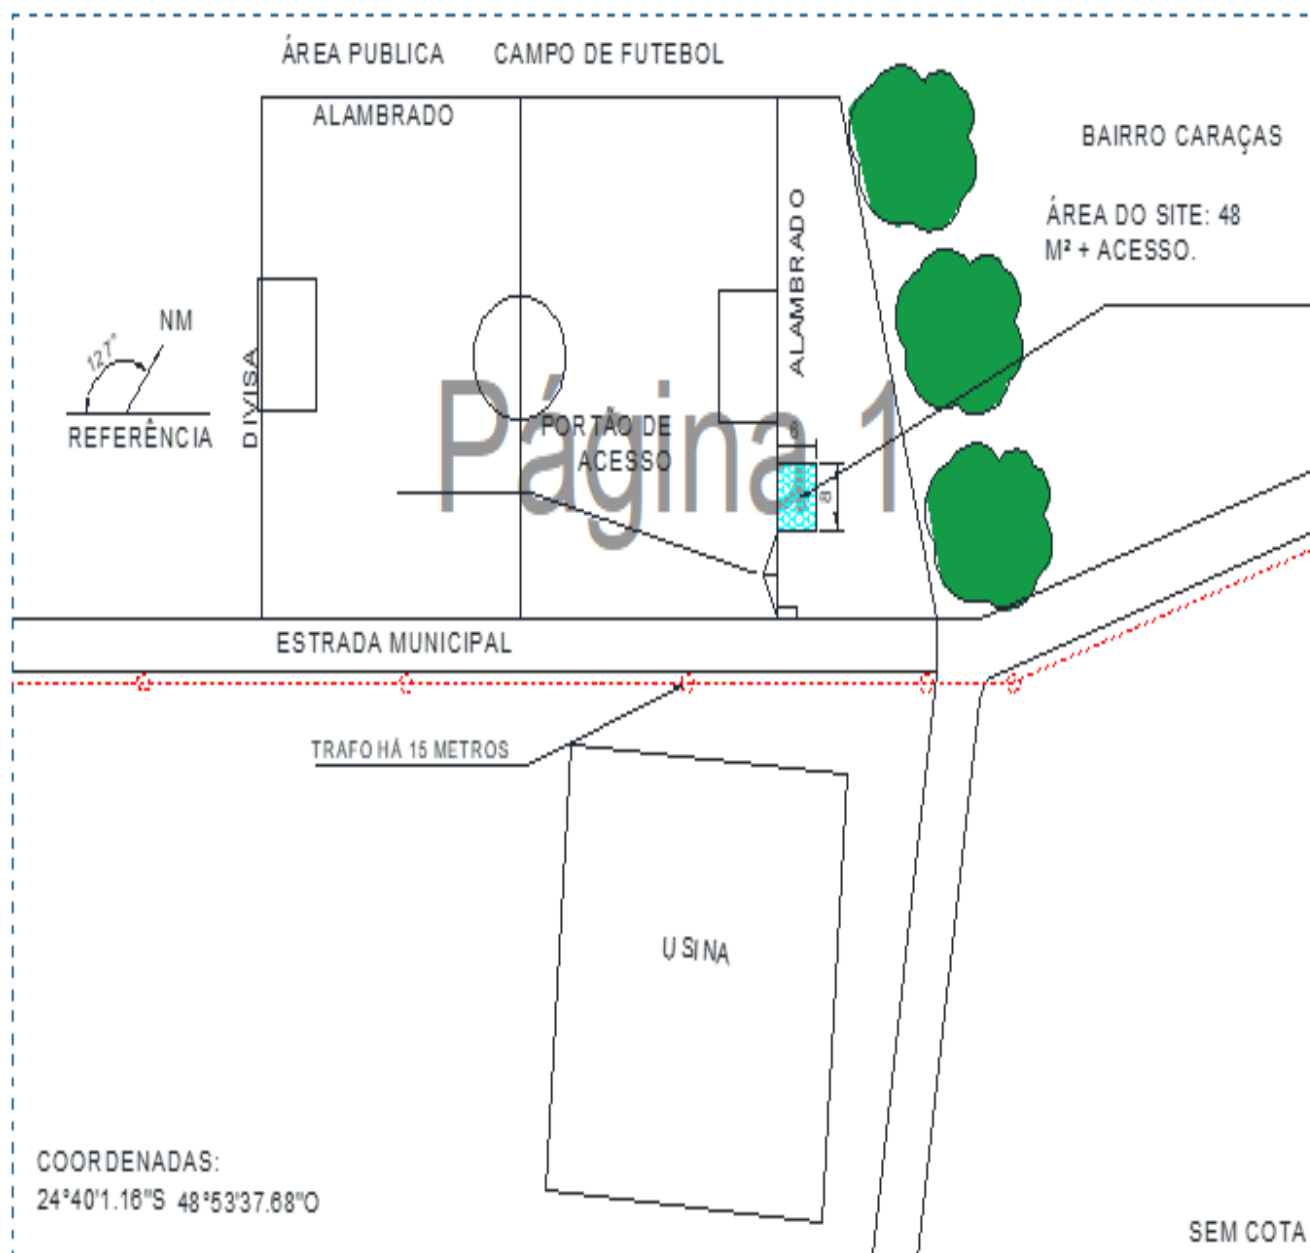 ÁREA PUBLICA CAMPO DE FUTEBOL
ALAMBRADO
BAIRRO CARAÇAS
ÁREA DO SITE: 48
M² + ACESSO.
ALAMBRADO
NM
127°
REFERÊNCIA
DIVISA
Página 1
PORTÃO DE
ACESSO
6
8
ESTRADA MUNICIPAL
TRAFO HÁ 15 METROS
USINA
COORDENADAS:
24°40'1.16"S 48°53'37.68"O
SEM COTA